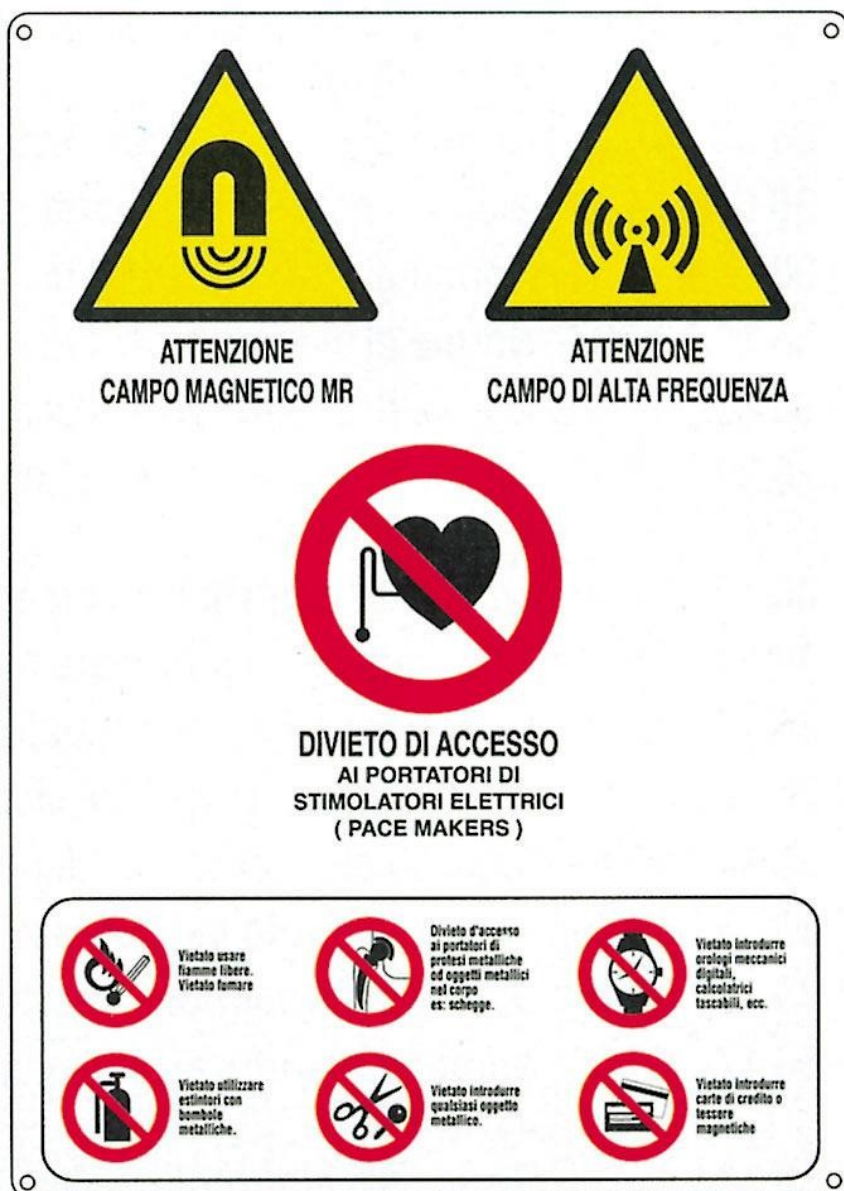 ATTENZIONE
CAMPO MAGNETICO MR
ATTENZIONE
CAMPO DI ALTA FREQUENZA
DIVIETO DI ACCESSO
AI PORTATORI DI
STIMOLATORI ELETTRICI
( PACE MAKERS )
Vietato usare
fiamme libere.
Vietato fumare
Divieto d'accesso
ai portatori di
protesi metalliche
od oggetti metallici
nel corpo
es: schegge.
Vietato introdurre
orologi meccanici
digitali,
calcolatrici
tascabili, ecc.
Vietato utilizzare
estintori con
bombole
metalliche.
Vietato introdurre
qualsiasi oggetto
metallico.
Vietato introdurre
carte di credito o
tessere
magnetiche